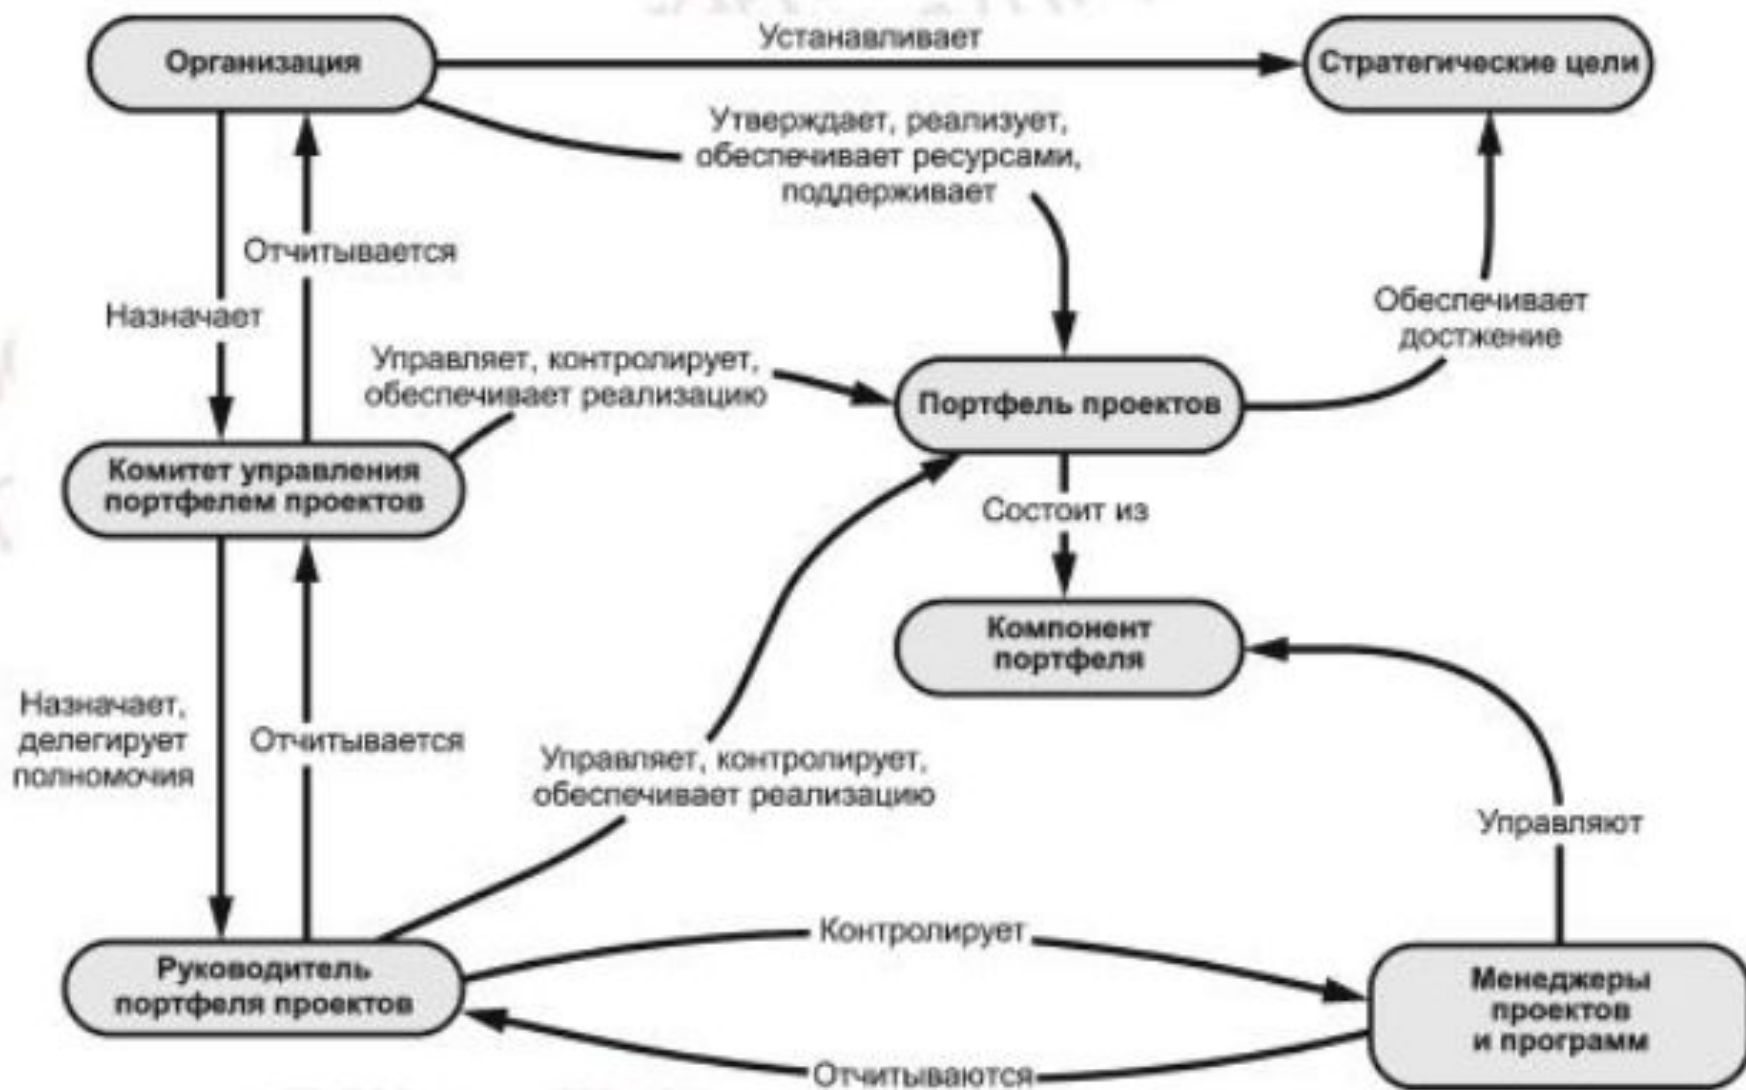 Организация
Устанавливает
Стратегические цели
Утверждает, реализует,
обеспечивает ресурсами,
поддерживает
Отчитывается
Назначает
Обеспечивает
достжение
Управляет, контролирует,
обеспечивает реализацию
Портфель проектов
Комитет управления
портфелем проектов
Состоит из
Компонент
портфеля
Назначает,
делегирует
полномочия
Отчитывается
Управляет, контролирует,
обеспечивает реализацию
Управляют
Контролирует
Руководитель
портфеля проектов
Менеджеры
проектов
и программ
Отчитываются